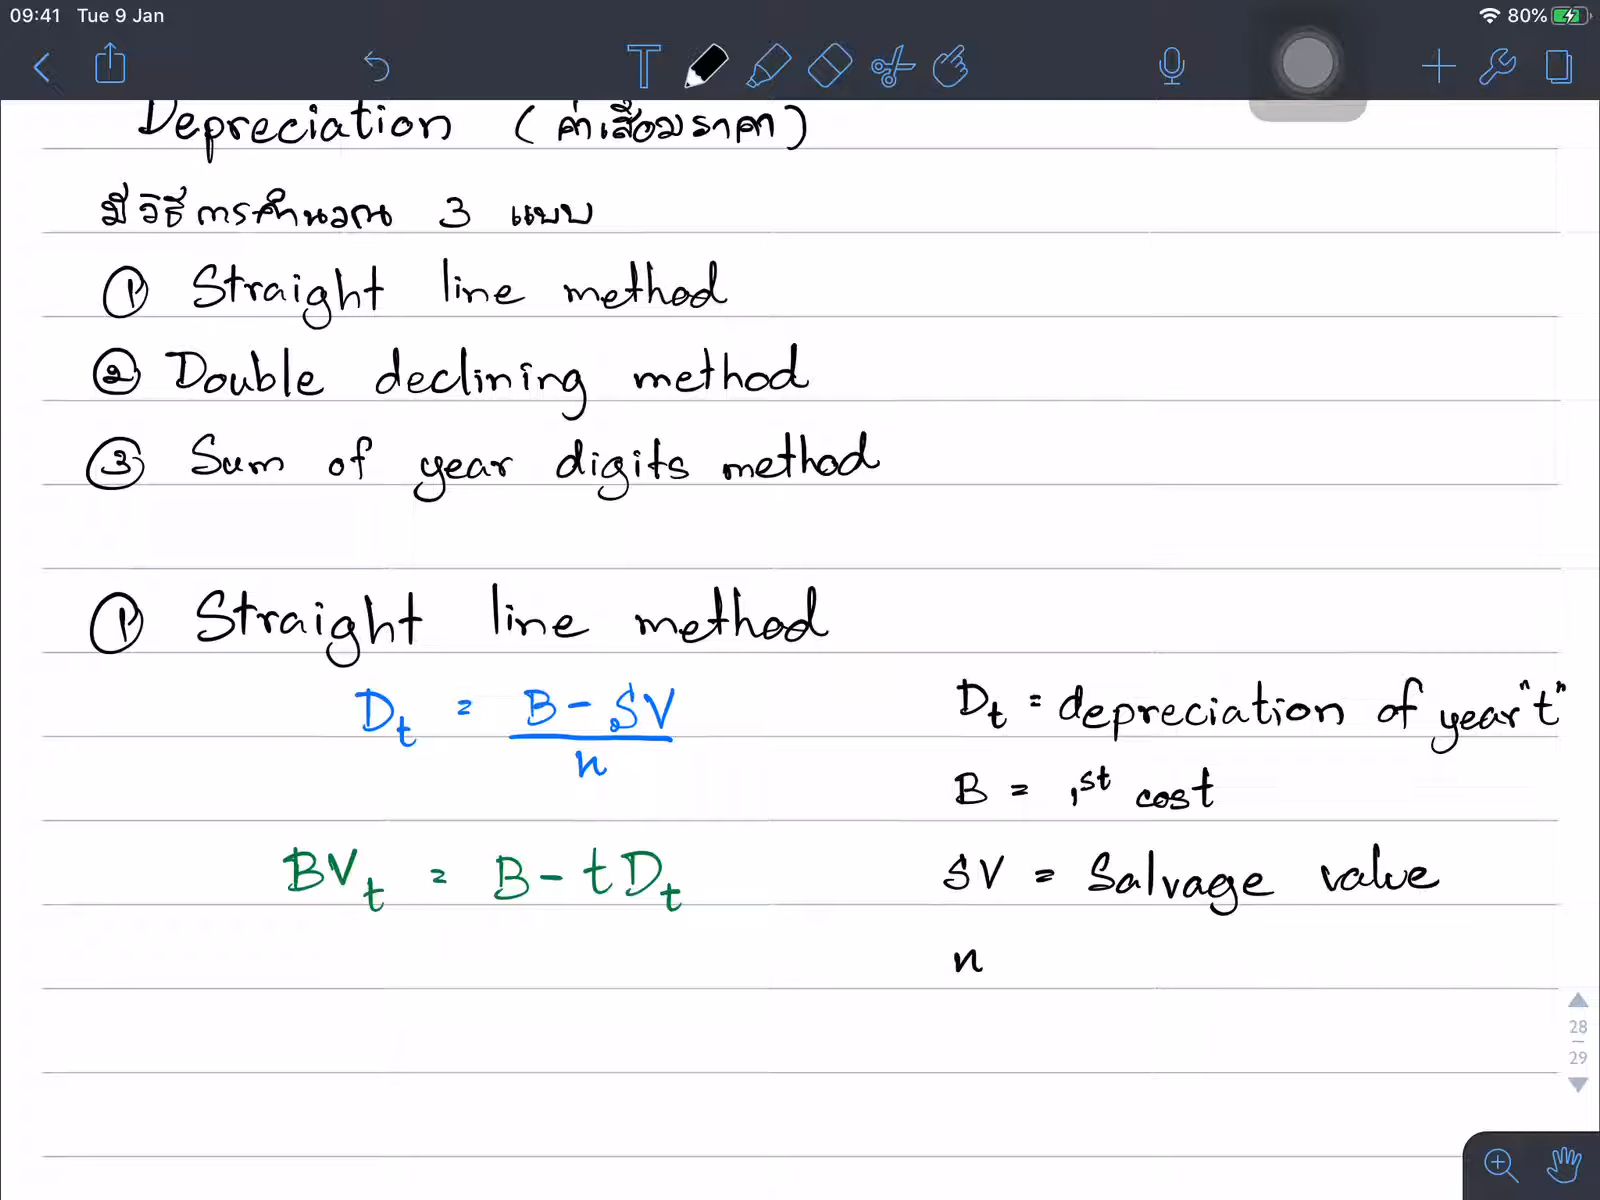 09:41 Tue 9 Jan
80%
Depreciation (ค่าเสื่อมราคา)
มีวิธีการคำนวณ 3 แบบ
① Straight line method
② Double declining method
③ Sum of year digits method
① Straight line method
Dt = B - SV / n
Dt = depreciation of year "t"
B = 1st cost
BVt = B - tDt
SV = Salvage value
n
28
29